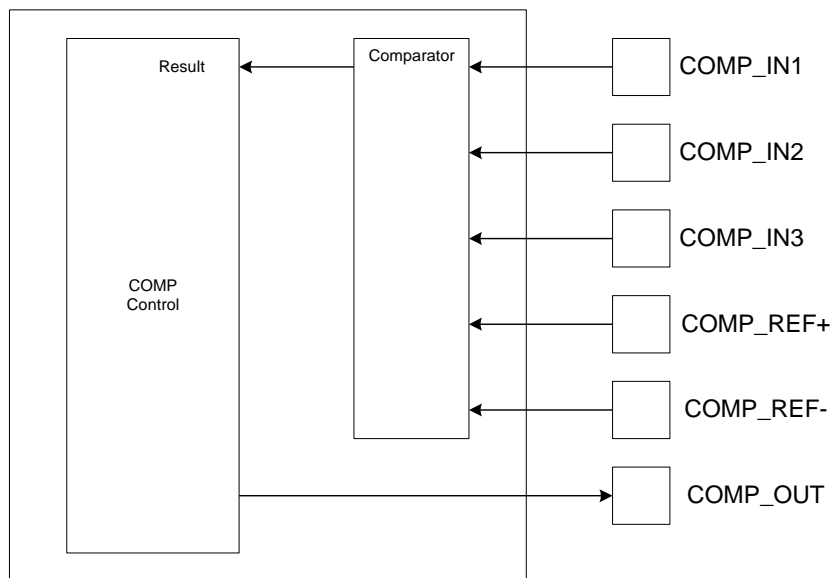 Comparator
Result
COMP_IN1
COMP_IN2
COMP_IN3
COMP
Control
COMP_REF+
COMP_REF-
COMP_OUT